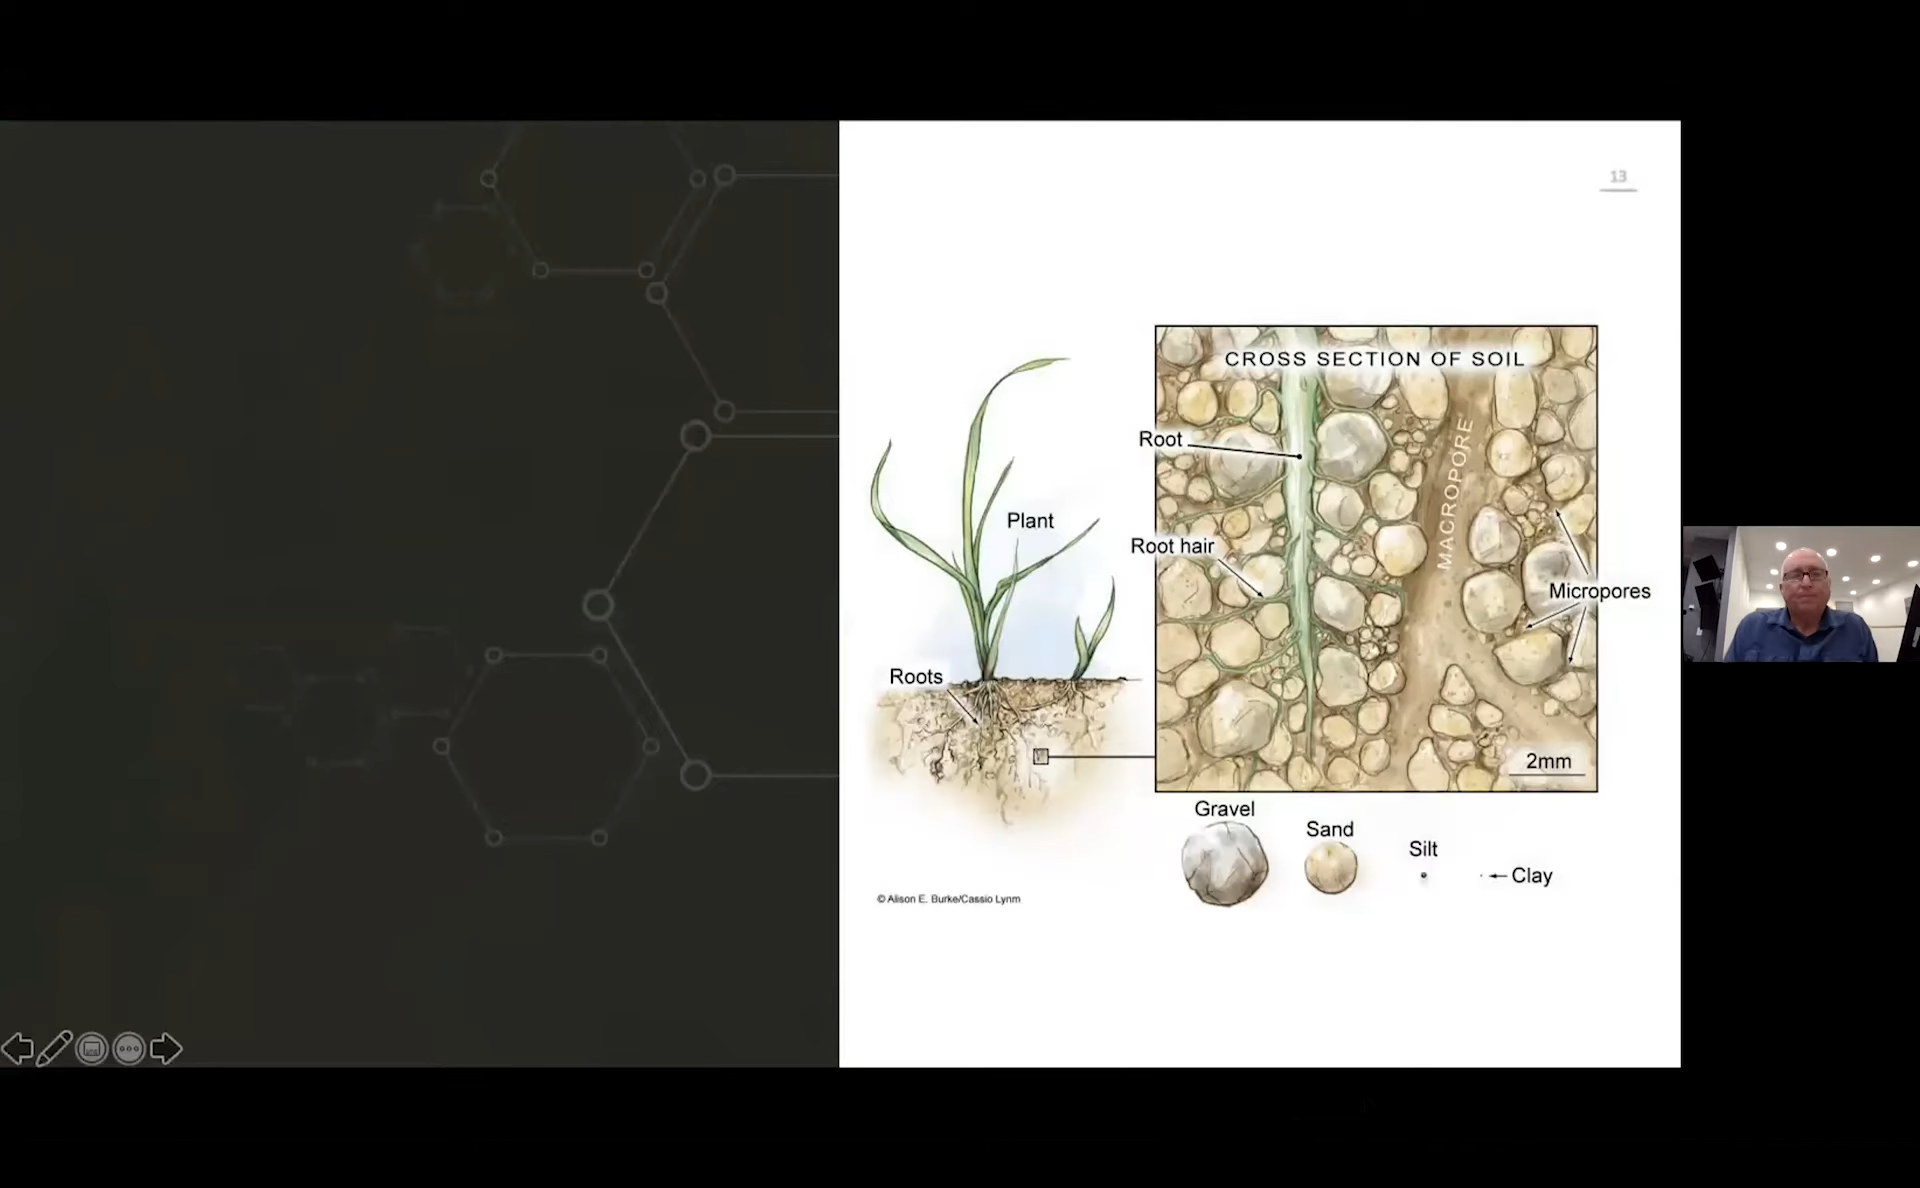 13
CROSS SECTION OF SOIL
Root
MACROPORE
Plant
Root hair
Micropores
Roots
2mm
Gravel
Sand
Silt
Clay
© Alison E. Burke/Cassio Lynm